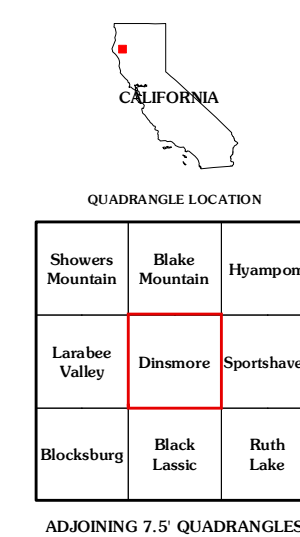 CALIFORNIA
QUADRANGLE LOCATION
Showers
Mountain
Blake
Mountain
Hyampom
Larabee
Valley
Dinsmore
Sportshave
Blocksburg
Black
Lassic
Ruth
Lake
ADJOINING 7.5' QUADRANGLES